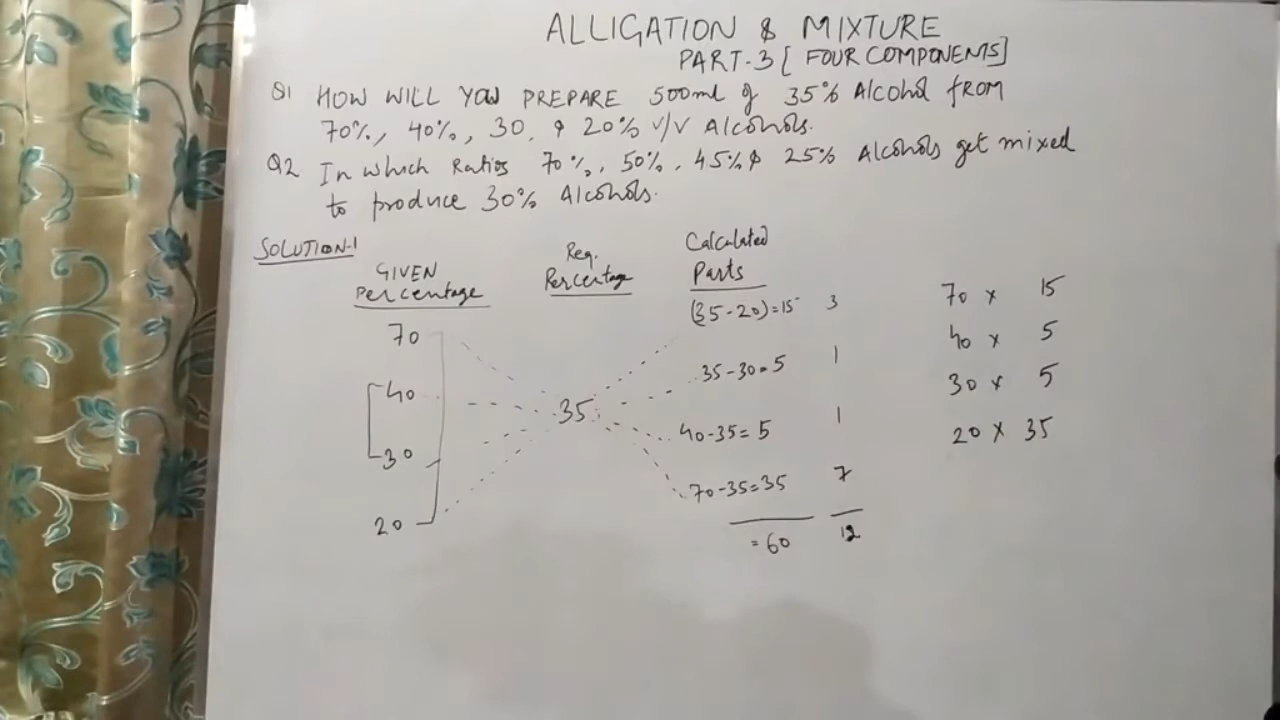 ALLIGATION & MIXTURE
PART-3 [FOUR COMPONENTS]
Q1 HOW WILL YOU PREPARE 500ml of 35% Alcohol FROM
70%, 40%, 30, & 20% V/V Alcohols.
Q2 In which Ratios 70%, 50%, 45% & 25% Alcohols get mixed
to produce 30% Alcohols.
SOLUTION-1
GIVEN Percentage
Req. Percentage
Calculated Parts
70 (35-20)=15 3 70 x 15
40 35-30=5 1 40 x 5
35
30 40-35=5 1 30 x 5
20 70-35=35 7 20 x 35
=60 12